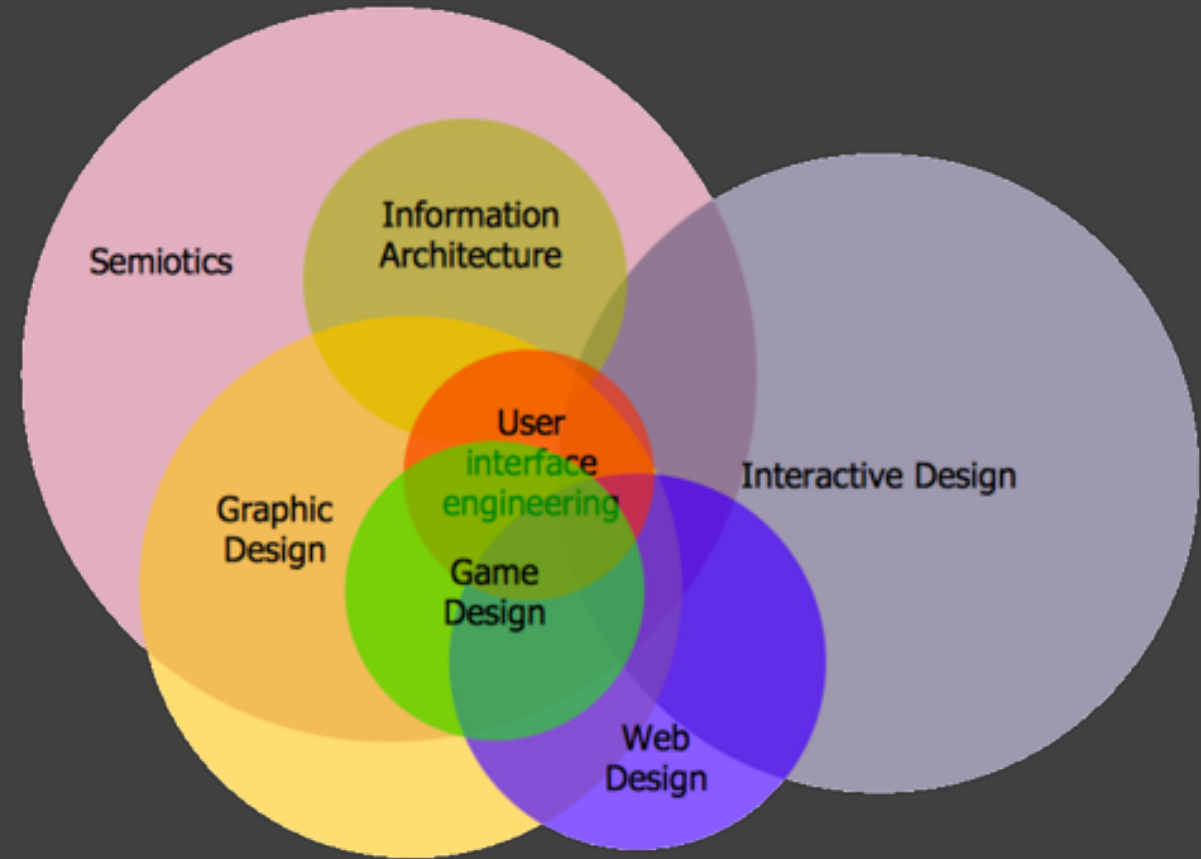 Semiotics
Information
Architecture
User
interface
engineering
Interactive Design
Graphic
Design
Game
Design
Web
Design